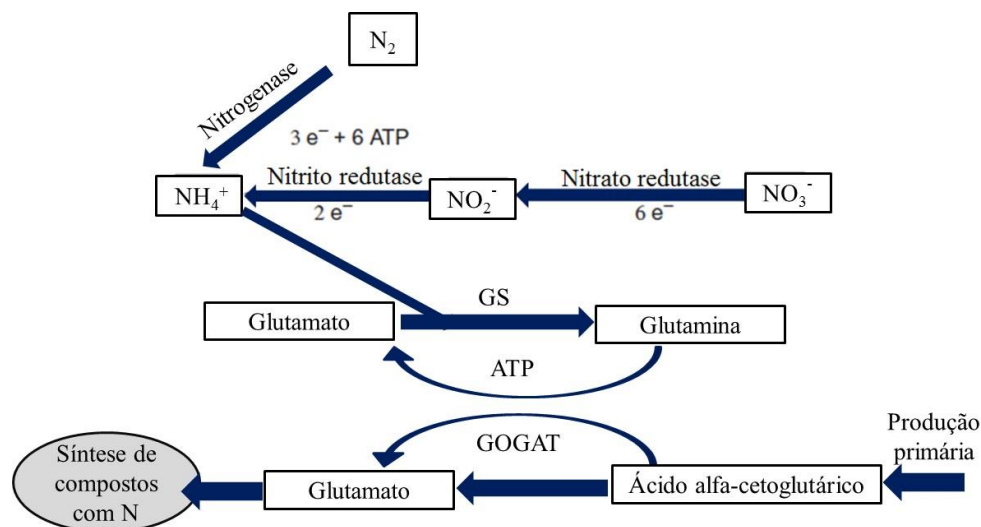 N₂
Nitrogenase
3 e⁻ + 6 ATP
NH₄⁺
Nitrito redutase
2 e⁻
NO₂⁻
Nitrato redutase
6 e⁻
NO₃⁻
Glutamato
GS
Glutamina
ATP
Produção
primária
GOGAT
Síntese de
compostos
com N
Glutamato
Ácido alfa-cetoglutárico